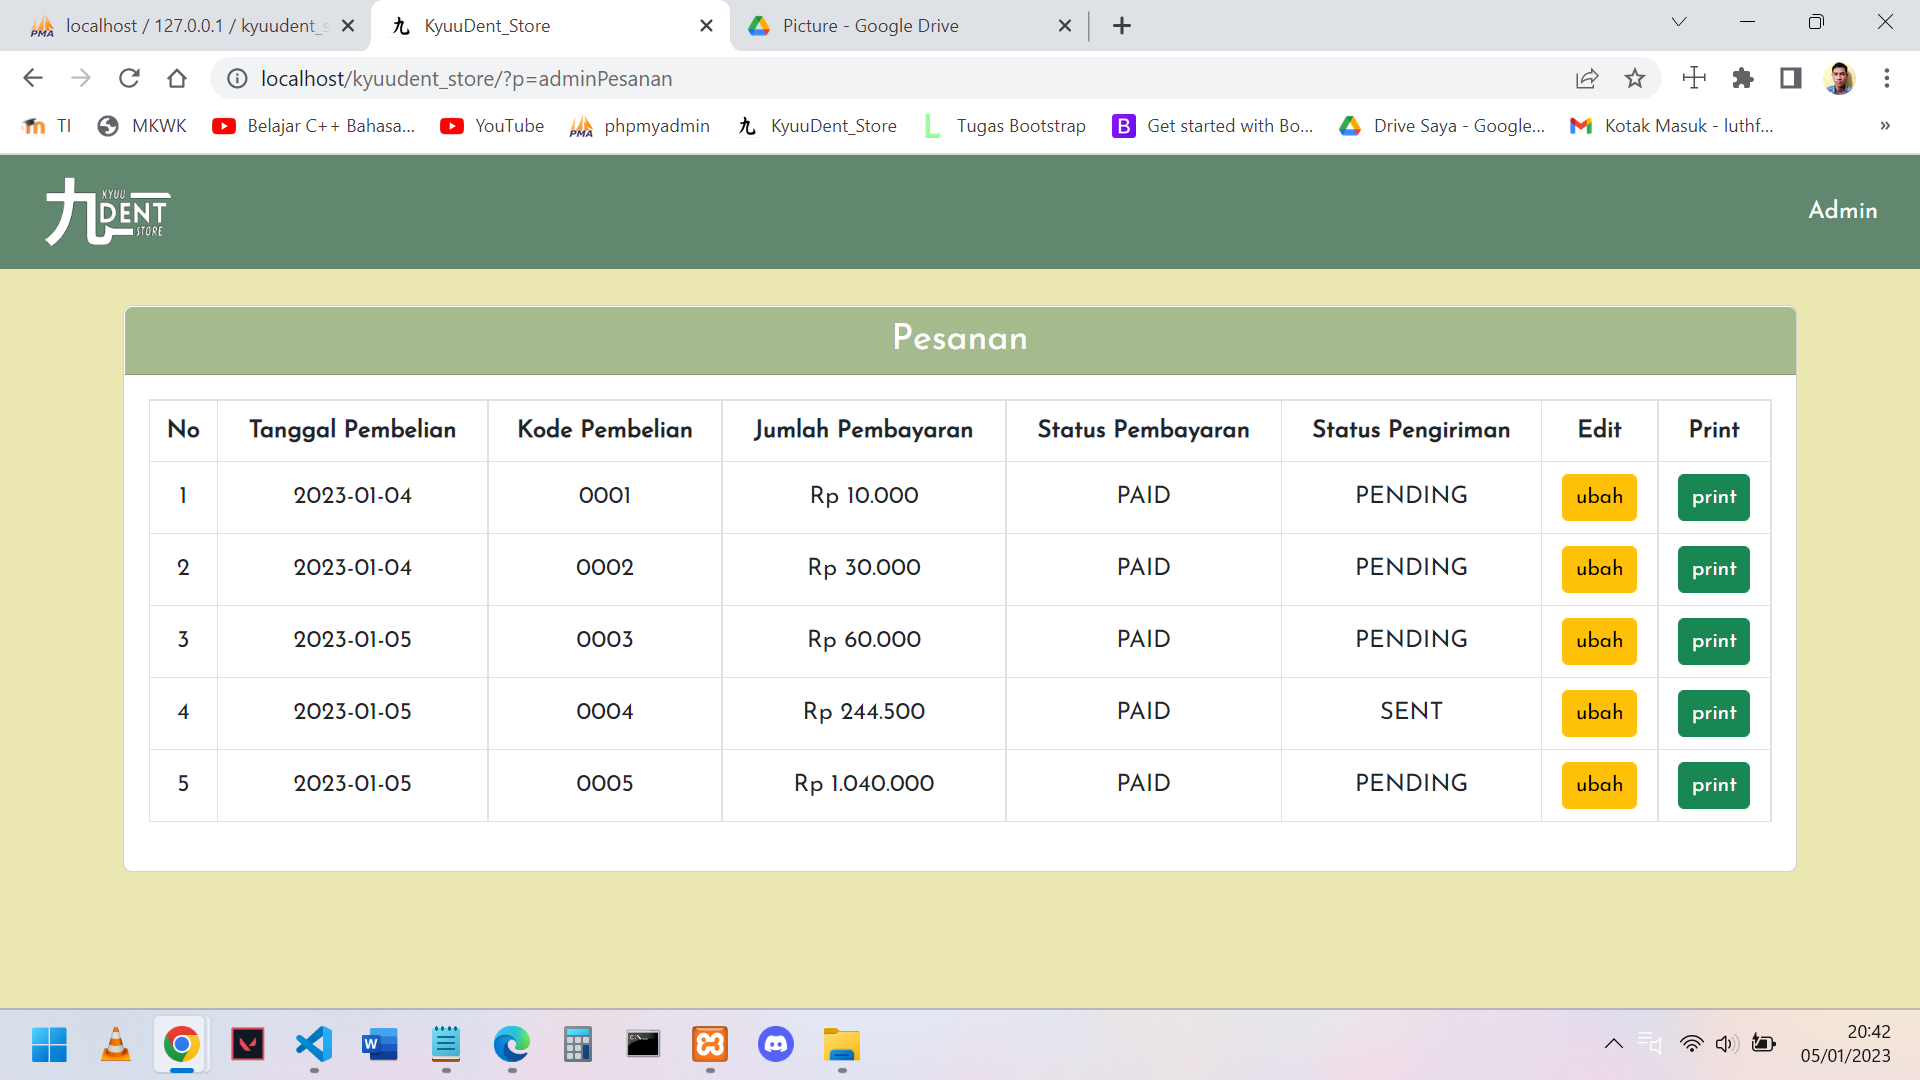 localhost / 127.0.0.1 / kyuudent_s
KyuuDent_Store
Picture - Google Drive
localhost/kyuudent_store/?p=adminPesanan
TI
MKWK
Belajar C++ Bahasa...
YouTube
phpmyadmin
KyuuDent_Store
Tugas Bootstrap
Get started with Bo...
Drive Saya - Google...
Kotak Masuk - luthf...
»
九 KYUU DENT STORE
Admin
Pesanan
No Tanggal Pembelian Kode Pembelian Jumlah Pembayaran Status Pembayaran Status Pengiriman Edit Print
1 2023-01-04 0001 Rp 10.000 PAID PENDING ubah print
2 2023-01-04 0002 Rp 30.000 PAID PENDING ubah print
3 2023-01-05 0003 Rp 60.000 PAID PENDING ubah print
4 2023-01-05 0004 Rp 244.500 PAID SENT ubah print
5 2023-01-05 0005 Rp 1.040.000 PAID PENDING ubah print
20:42
05/01/2023